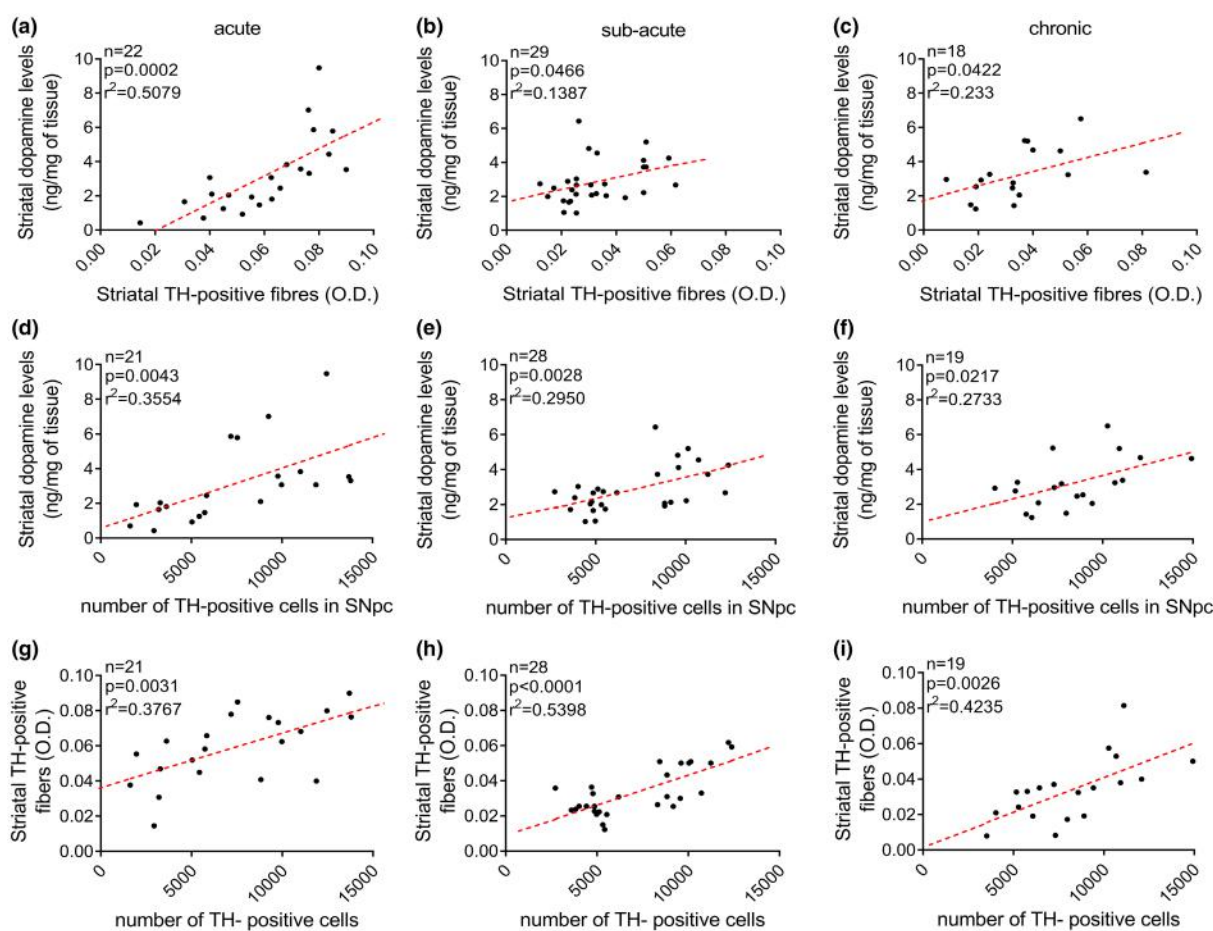 (a) acute
n=22
p=0.0002
r²=0.5079
Striatal dopamine levels
(ng/mg of tissue)
10
8
6
4
2
0
0.00 0.02 0.04 0.06 0.08 0.10
Striatal TH-positive fibres (O.D.)
(b) sub-acute
n=29
p=0.0466
r²=0.1387
Striatal dopamine levels
(ng/mg of tissue)
10
8
6
4
2
0
0.00 0.02 0.04 0.06 0.08 0.10
Striatal TH-positive fibres (O.D.)
(c) chronic
n=18
p=0.0422
r²=0.233
Striatal dopamine levels
(ng/mg of tissue)
10
8
6
4
2
0
0.00 0.02 0.04 0.06 0.08 0.10
Striatal TH-positive fibres (O.D.)
(d)
n=21
p=0.0043
r²=0.3554
Striatal dopamine levels
(ng/mg of tissue)
10
8
6
4
2
0
0 5000 10000 15000
number of TH-positive cells in SNpc
(e)
n=28
p=0.0028
r²=0.2950
Striatal dopamine levels
(ng/mg of tissue)
10
8
6
4
2
0
0 5000 10000 15000
number of TH-positive cells in SNpc
(f)
n=19
p=0.0217
r²=0.2733
Striatal dopamine levels
(ng/mg of tissue)
10
8
6
4
2
0
0 5000 10000 15000
number of TH-positive cells in SNpc
(g)
n=21
p=0.0031
r²=0.3767
Striatal TH-positive
fibers (O.D.)
0.10
0.08
0.06
0.04
0.02
0.00
0 5000 10000 15000
number of TH- positive cells
(h)
n=28
p<0.0001
r²=0.5398
Striatal TH-positive
fibers (O.D.)
0.10
0.08
0.06
0.04
0.02
0.00
0 5000 10000 15000
number of TH- positive cells
(i)
n=19
p=0.0026
r²=0.4235
Striatal TH-positive
fibers (O.D.)
0.10
0.08
0.06
0.04
0.02
0.00
0 5000 10000 15000
number of TH- positive cells